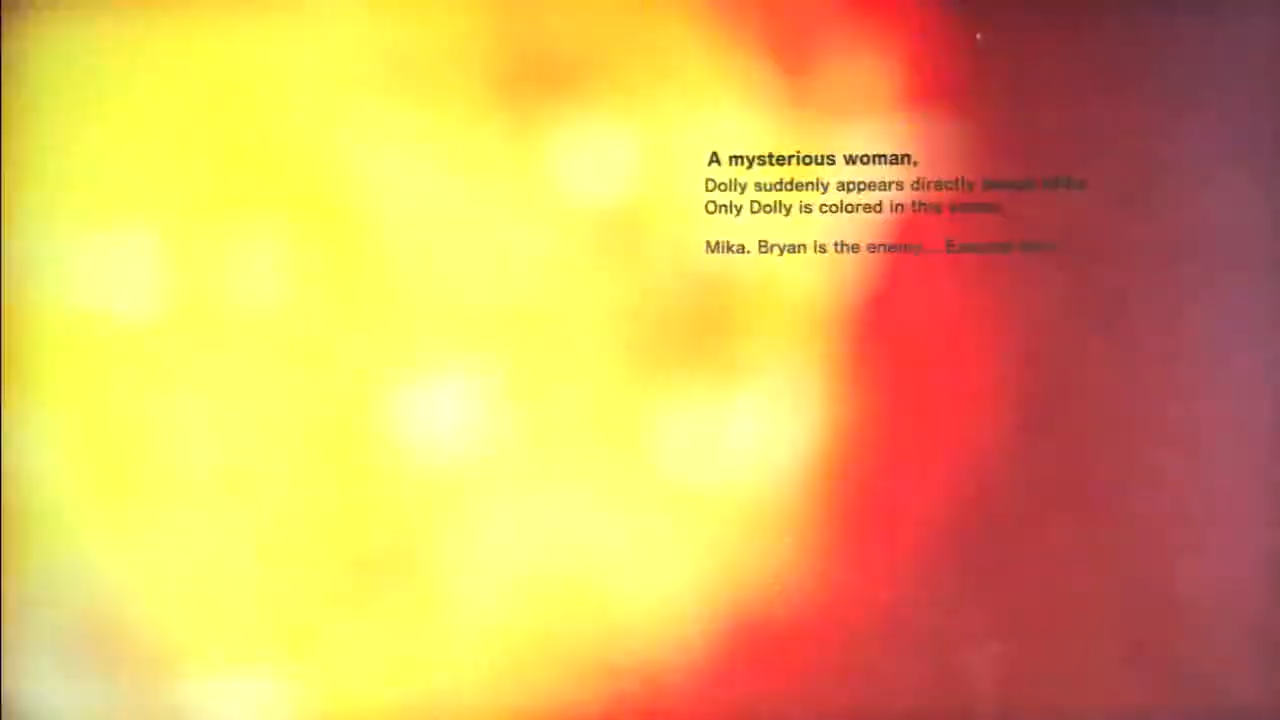 A mysterious woman,
Dolly suddenly appears directly
Only Dolly is colored in this
Mika. Bryan is the enemy...